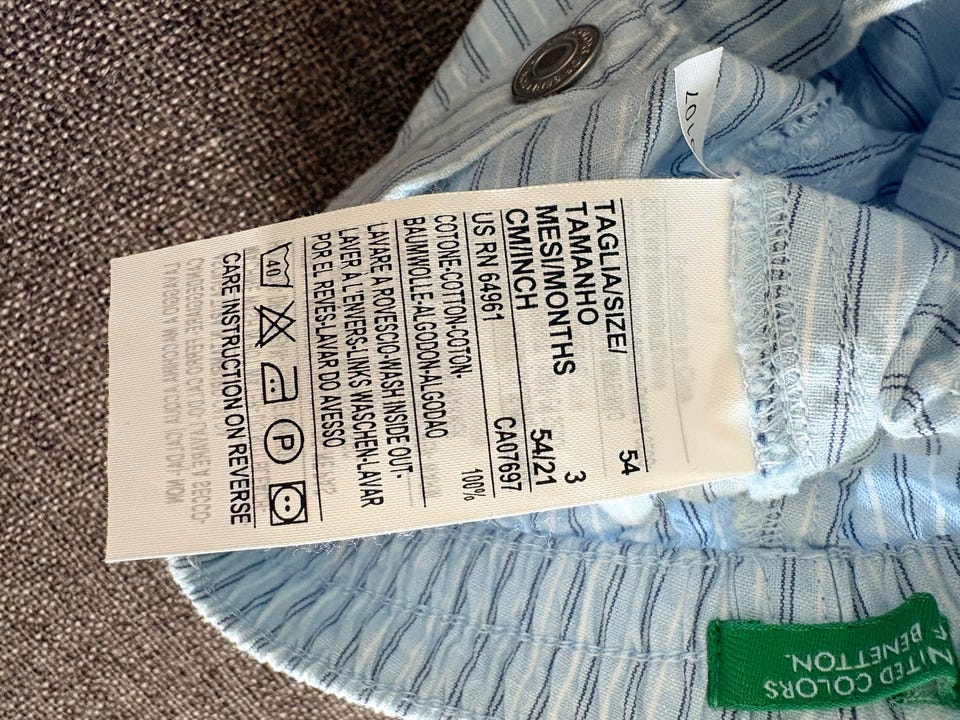 TAGLIA/SIZE/
TAMANHO 54
MESI/MONTHS 3
CM/INCH 54/21
US RN 64961 CA07697
COTONE-COTTON-COTON- 100%
BAUMWOLLE-ALGODON-ALGODAO
LAVARE A ROVESCIO-WASH INSIDE OUT-
LAVER À L'ENVERS-LINKS WASCHEN-LAVAR
POR EL REVES-LAVAR DO AVESSO
40 P
CARE INSTRUCTION ON REVERSE
UNITED COLORS
OF BENETTON.